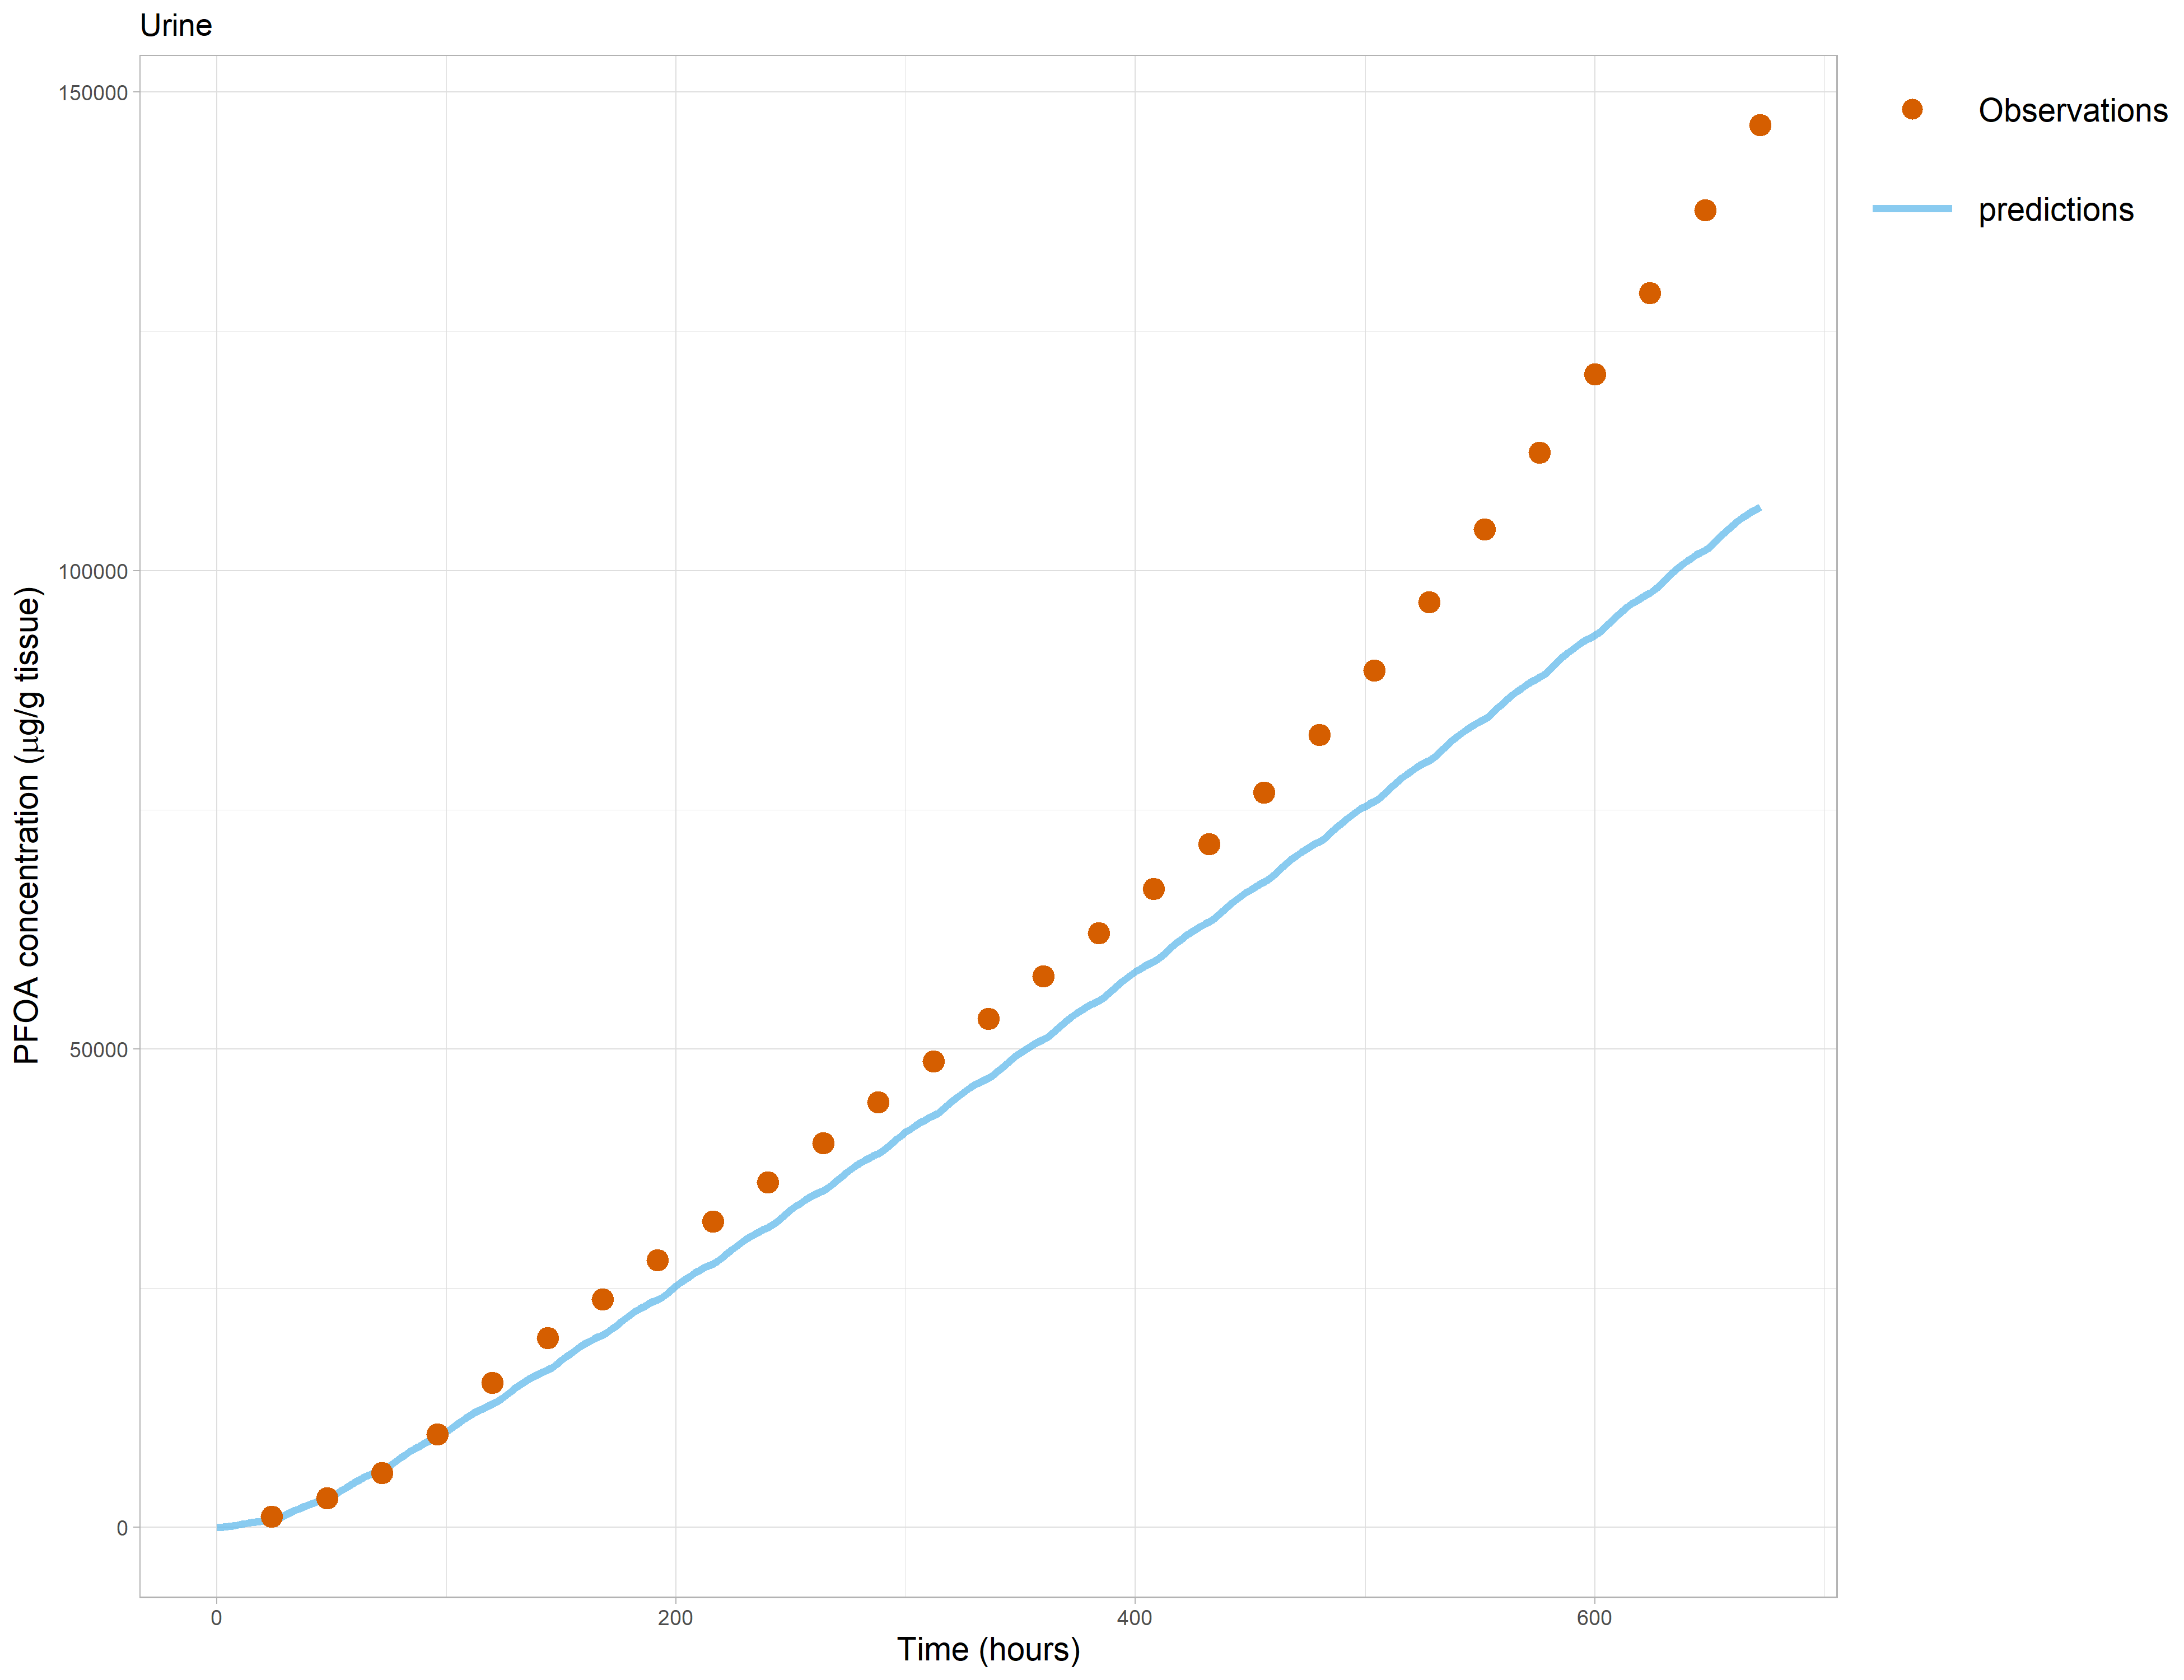 Urine
150000
100000
50000
0
PFOA concentration (μg/g tissue)
0 200 400 600
Time (hours)
Observations
predictions